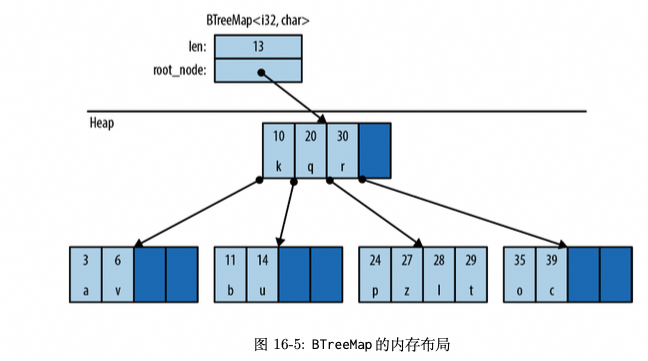 BTreeMap<i32, char>
len: 13
root_node:
Heap
10 20 30
k q r
3 6 11 14 24 27 28 29 35 39
a v b u p z l t o c
图 16-5: BTreeMap 的内存布局